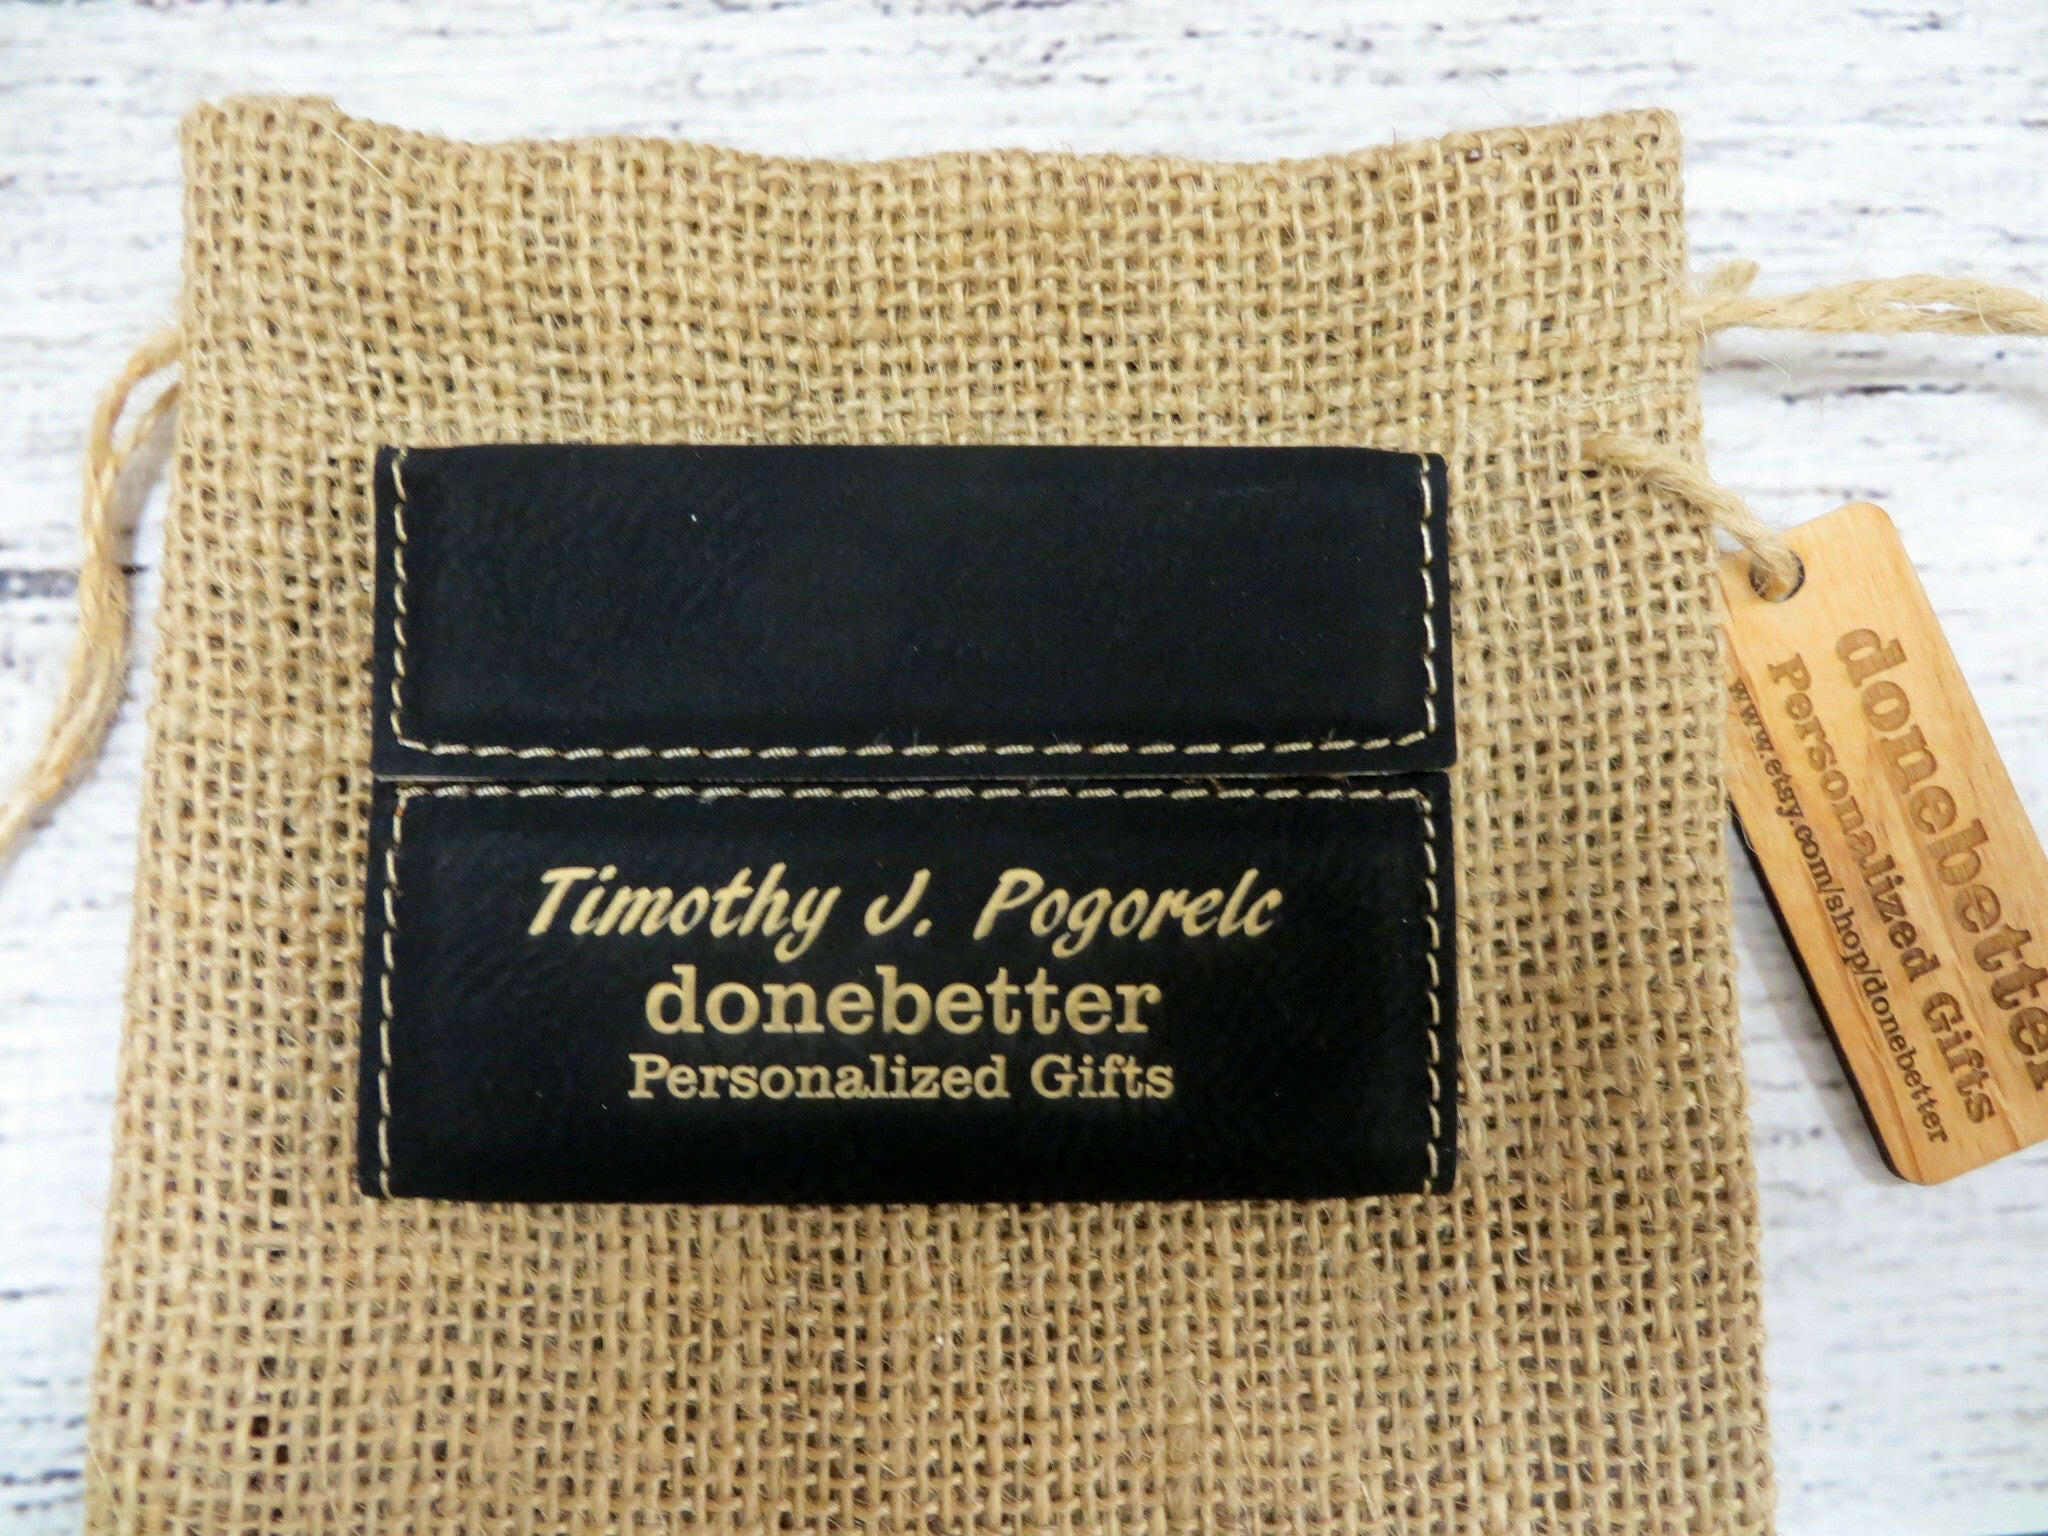 Timothy J. Pogorelc
donebetter
Personalized Gifts
donebetter
Personalized Gifts
www.etsy.com/shop/donebetter